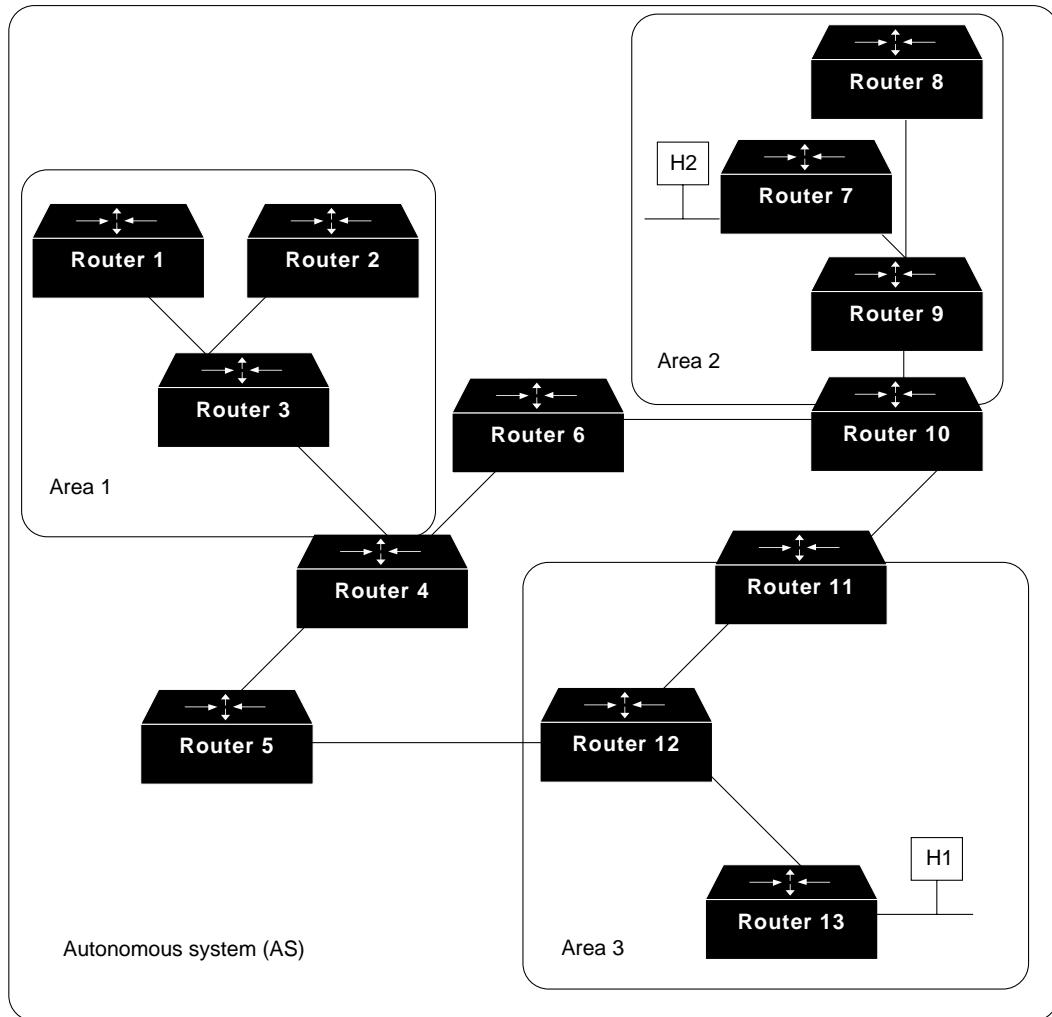 Router 8
H2
Router 7
Router 1
Router 2
Router 9
Area 2
Router 3
Router 6
Router 10
Area 1
Router 4
Router 11
Router 5
Router 12
H1
Router 13
Autonomous system (AS)
Area 3